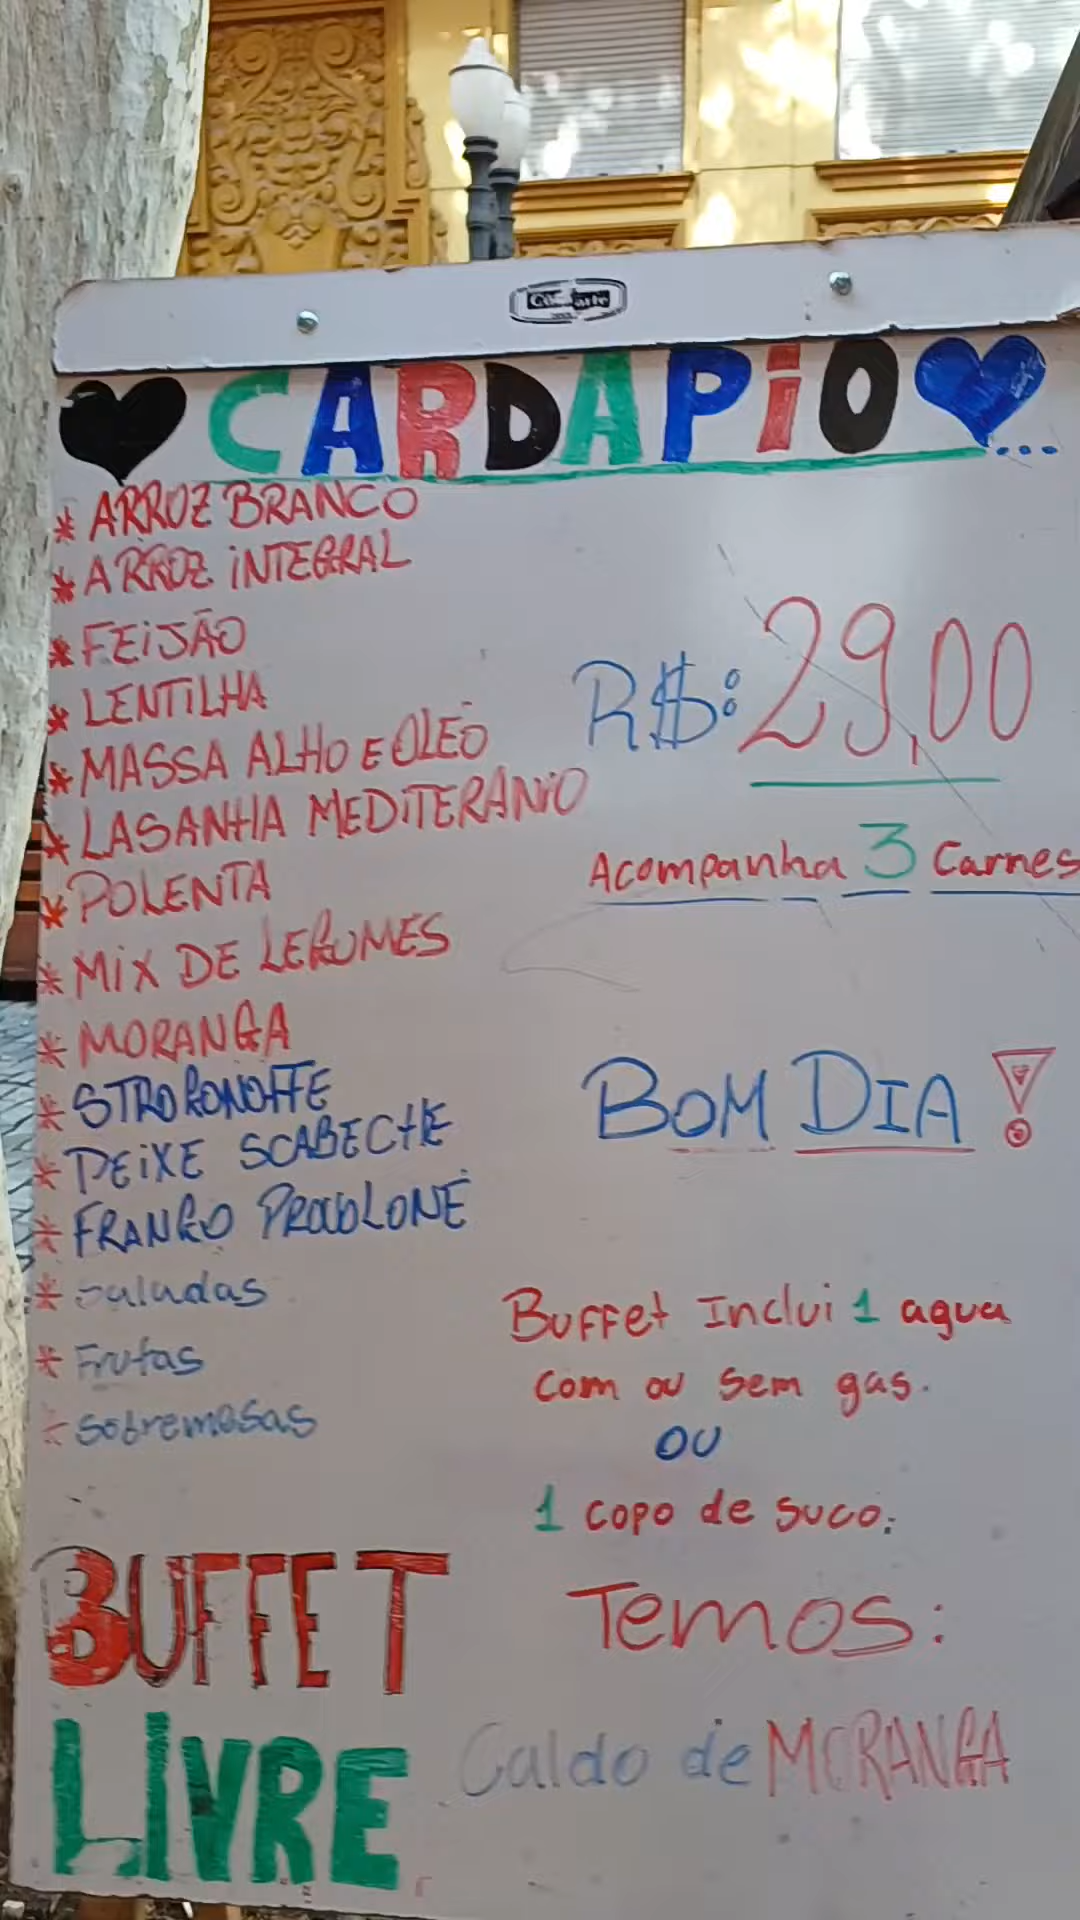 CARDAPIO...
* ARROZ BRANCO
* ARROZ INTEGRAL
* FEIJÃO
* LENTILHA
* MASSA ALHO E OLEO
* LASANHA MEDITERANIO
* POLENTA
* MIX DE LEGUMES
* MORANGA
* STROGONOFFE
* PEIXE SCABECHE
* FRANGO PROVOLONE
* Saladas
* Frutas
* Sobremesas
BUFFET
LIVRE
R$: 29,00
Acompanha 3 Carnes
BOM DIA!
Buffet Inclui 1 agua
com ou sem gas.
OU
1 copo de suco.
Temos:
Caldo de MORANGA